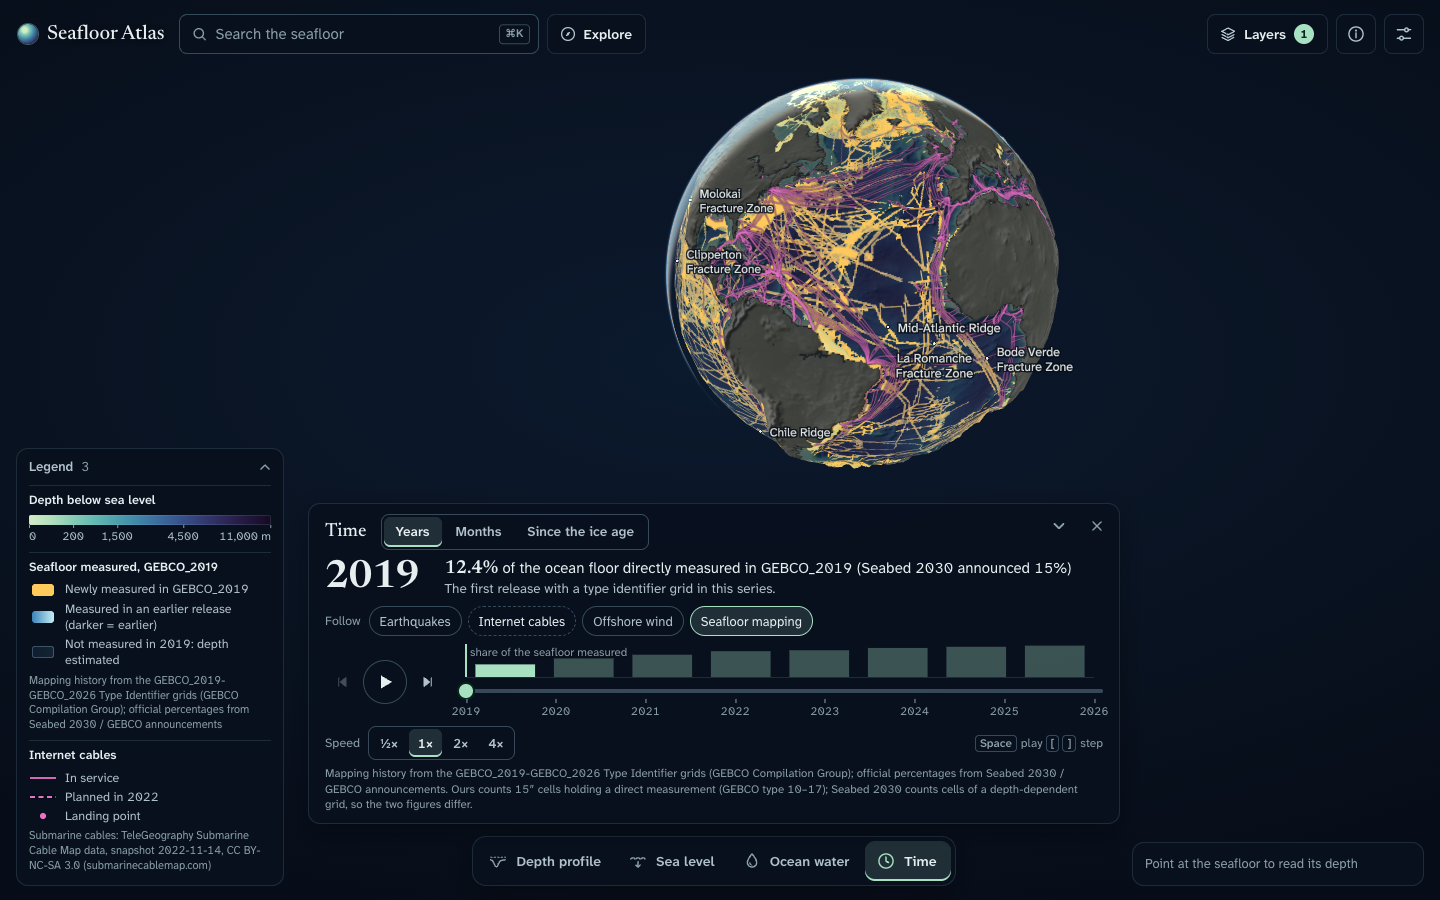 Seafloor Atlas
Search the seafloor
⌘K
Explore
Layers 1
Molokai
Fracture Zone
Clipperton
Fracture Zone
Mid-Atlantic Ridge
La Romanche
Fracture Zone
Bode Verde
Fracture Zone
Chile Ridge
Legend 3
Depth below sea level
0 200 1,500 4,500 11,000 m
Seafloor measured, GEBCO_2019
Newly measured in GEBCO_2019
Measured in an earlier release
(darker = earlier)
Not measured in 2019: depth
estimated
Mapping history from the GEBCO_2019-
GEBCO_2026 Type Identifier grids (GEBCO
Compilation Group); official percentages from
Seabed 2030 / GEBCO announcements
Internet cables
In service
Planned in 2022
Landing point
Submarine cables: TeleGeography Submarine
Cable Map data, snapshot 2022-11-14, CC BY-
NC-SA 3.0 (submarinecablemap.com)
Time
Years Months Since the ice age
2019
12.4% of the ocean floor directly measured in GEBCO_2019 (Seabed 2030 announced 15%)
The first release with a type identifier grid in this series.
Follow Earthquakes Internet cables Offshore wind Seafloor mapping
share of the seafloor measured
2019 2020 2021 2022 2023 2024 2025 2026
Speed ½× 1× 2× 4×
Space play [ ] step
Mapping history from the GEBCO_2019-GEBCO_2026 Type Identifier grids (GEBCO Compilation Group); official percentages from Seabed 2030 /
GEBCO announcements. Ours counts 15″ cells holding a direct measurement (GEBCO type 10–17); Seabed 2030 counts cells of a depth-dependent
grid, so the two figures differ.
Depth profile Sea level Ocean water Time
Point at the seafloor to read its depth